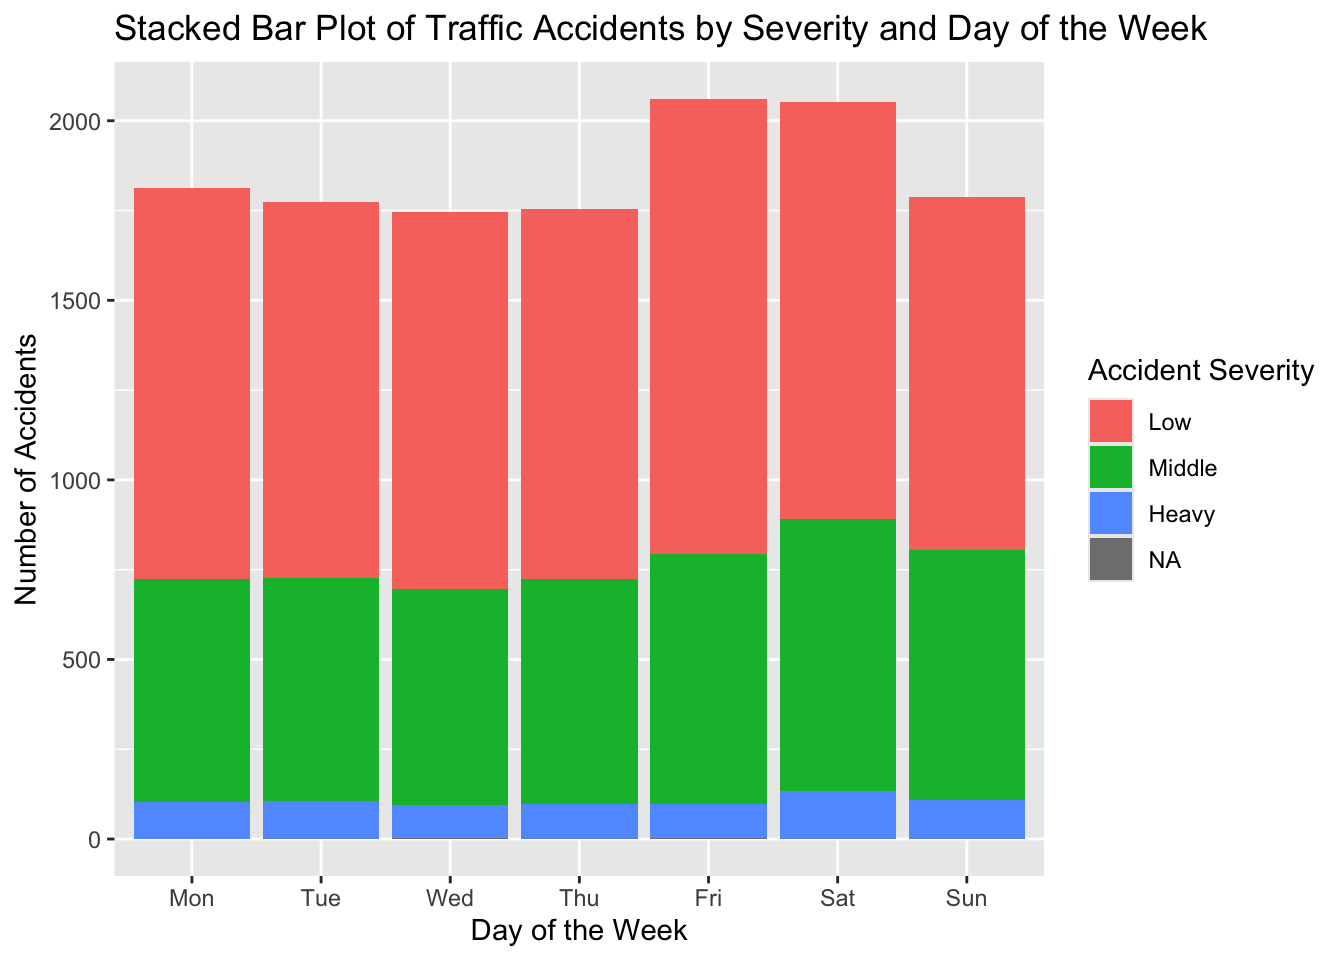 Stacked Bar Plot of Traffic Accidents by Severity and Day of the Week
2000
1500
1000
500
0
Number of Accidents
Mon Tue Wed Thu Fri Sat Sun
Day of the Week
Accident Severity
Low
Middle
Heavy
NA